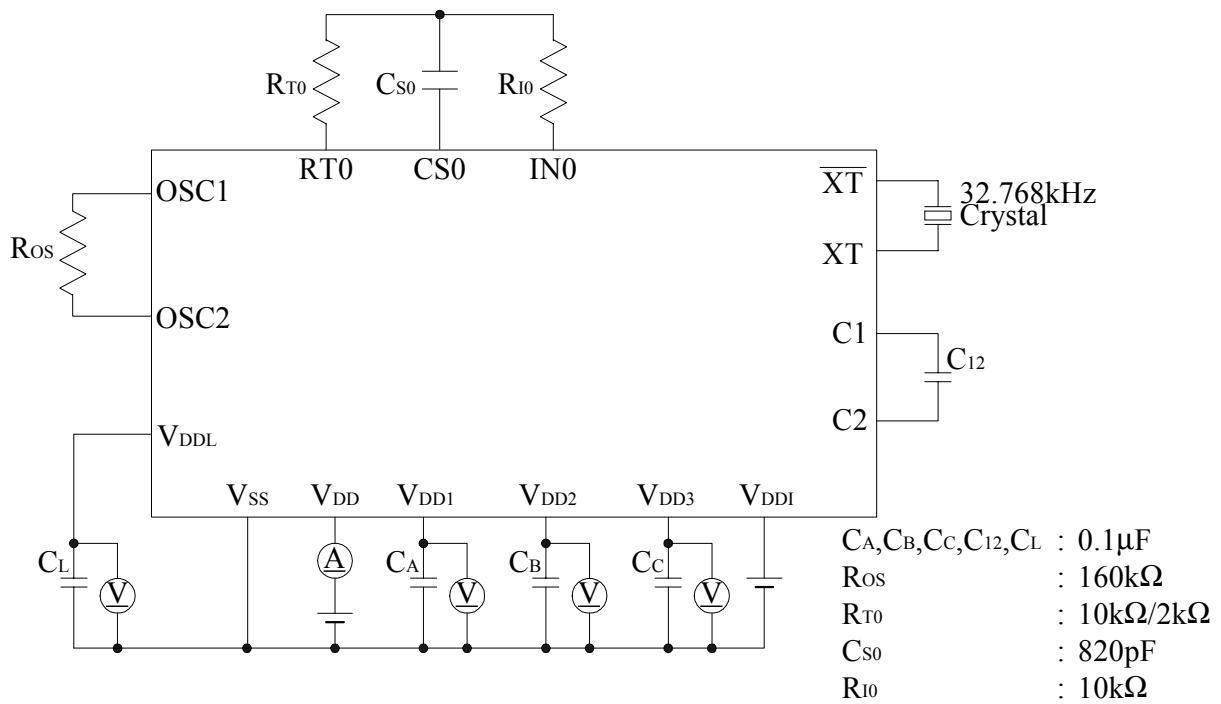 RT0 CS0 RI0
RT0 CS0 IN0
OSC1
ROS
OSC2
XT
32.768kHz
Crystal
XT
C1
C12
C2
VDDL
VSS VDD VDD1 VDD2 VDD3 VDDI
CL V A CA V CB V CC V
CA,CB,CC,C12,CL : 0.1µF
ROS : 160kΩ
RT0 : 10kΩ/2kΩ
CS0 : 820pF
RI0 : 10kΩ